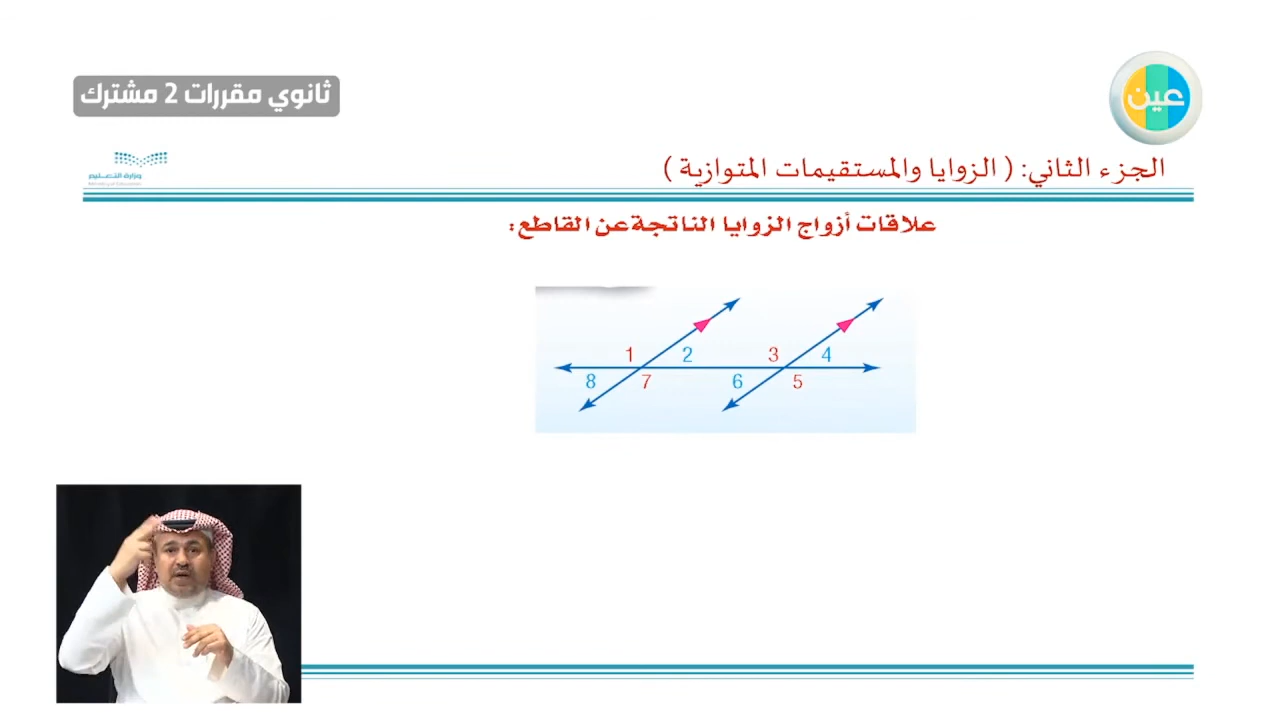 ثانوي مقررات 2 مشترك
عين
وزارة التعليم
الجزء الثاني: ( الزوايا والمستقيمات المتوازية )
علاقات أزواج الزوايا الناتجة عن القاطع:
1 2 3 4
8 7 6 5